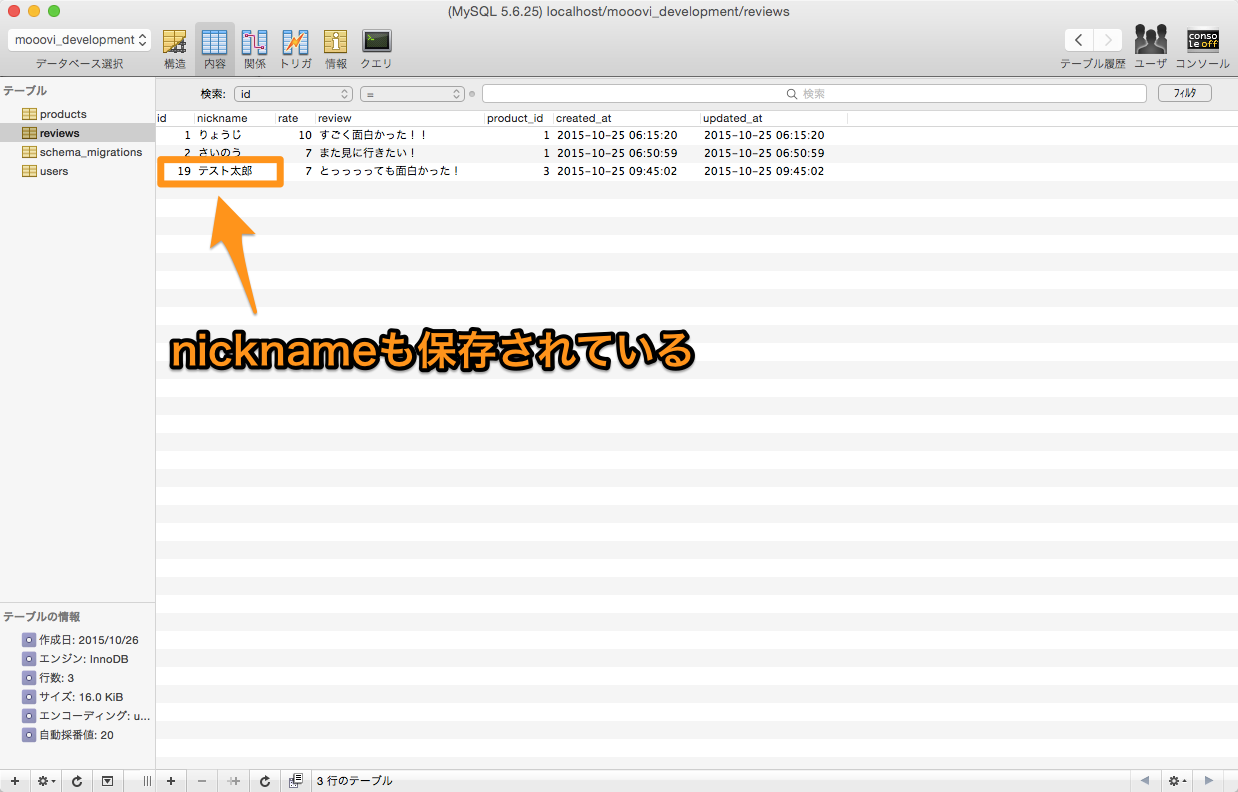 (MySQL 5.6.25) localhost/mooovi_development/reviews
mooovi_development
データベース選択
構造
内容
関係
トリガ
情報
クエリ
テーブル履歴
ユーザ
conso
le off
コンソール
テーブル
products
reviews
schema_migrations
users
検索: id = 検索 フィルタ
id nickname rate review product_id created_at updated_at
1 りょうじ 10 すごく面白かった！！ 1 2015-10-25 06:15:20 2015-10-25 06:15:20
2 さいのう 7 また見に行きたい！ 1 2015-10-25 06:50:59 2015-10-25 06:50:59
19 テスト太郎 7 とっっっっても面白かった！ 3 2015-10-25 09:45:02 2015-10-25 09:45:02
nicknameも保存されている
テーブルの情報
作成日: 2015/10/26
エンジン: InnoDB
行数: 3
サイズ: 16.0 KiB
エンコーディング: u...
自動採番値: 20
3 行のテーブル